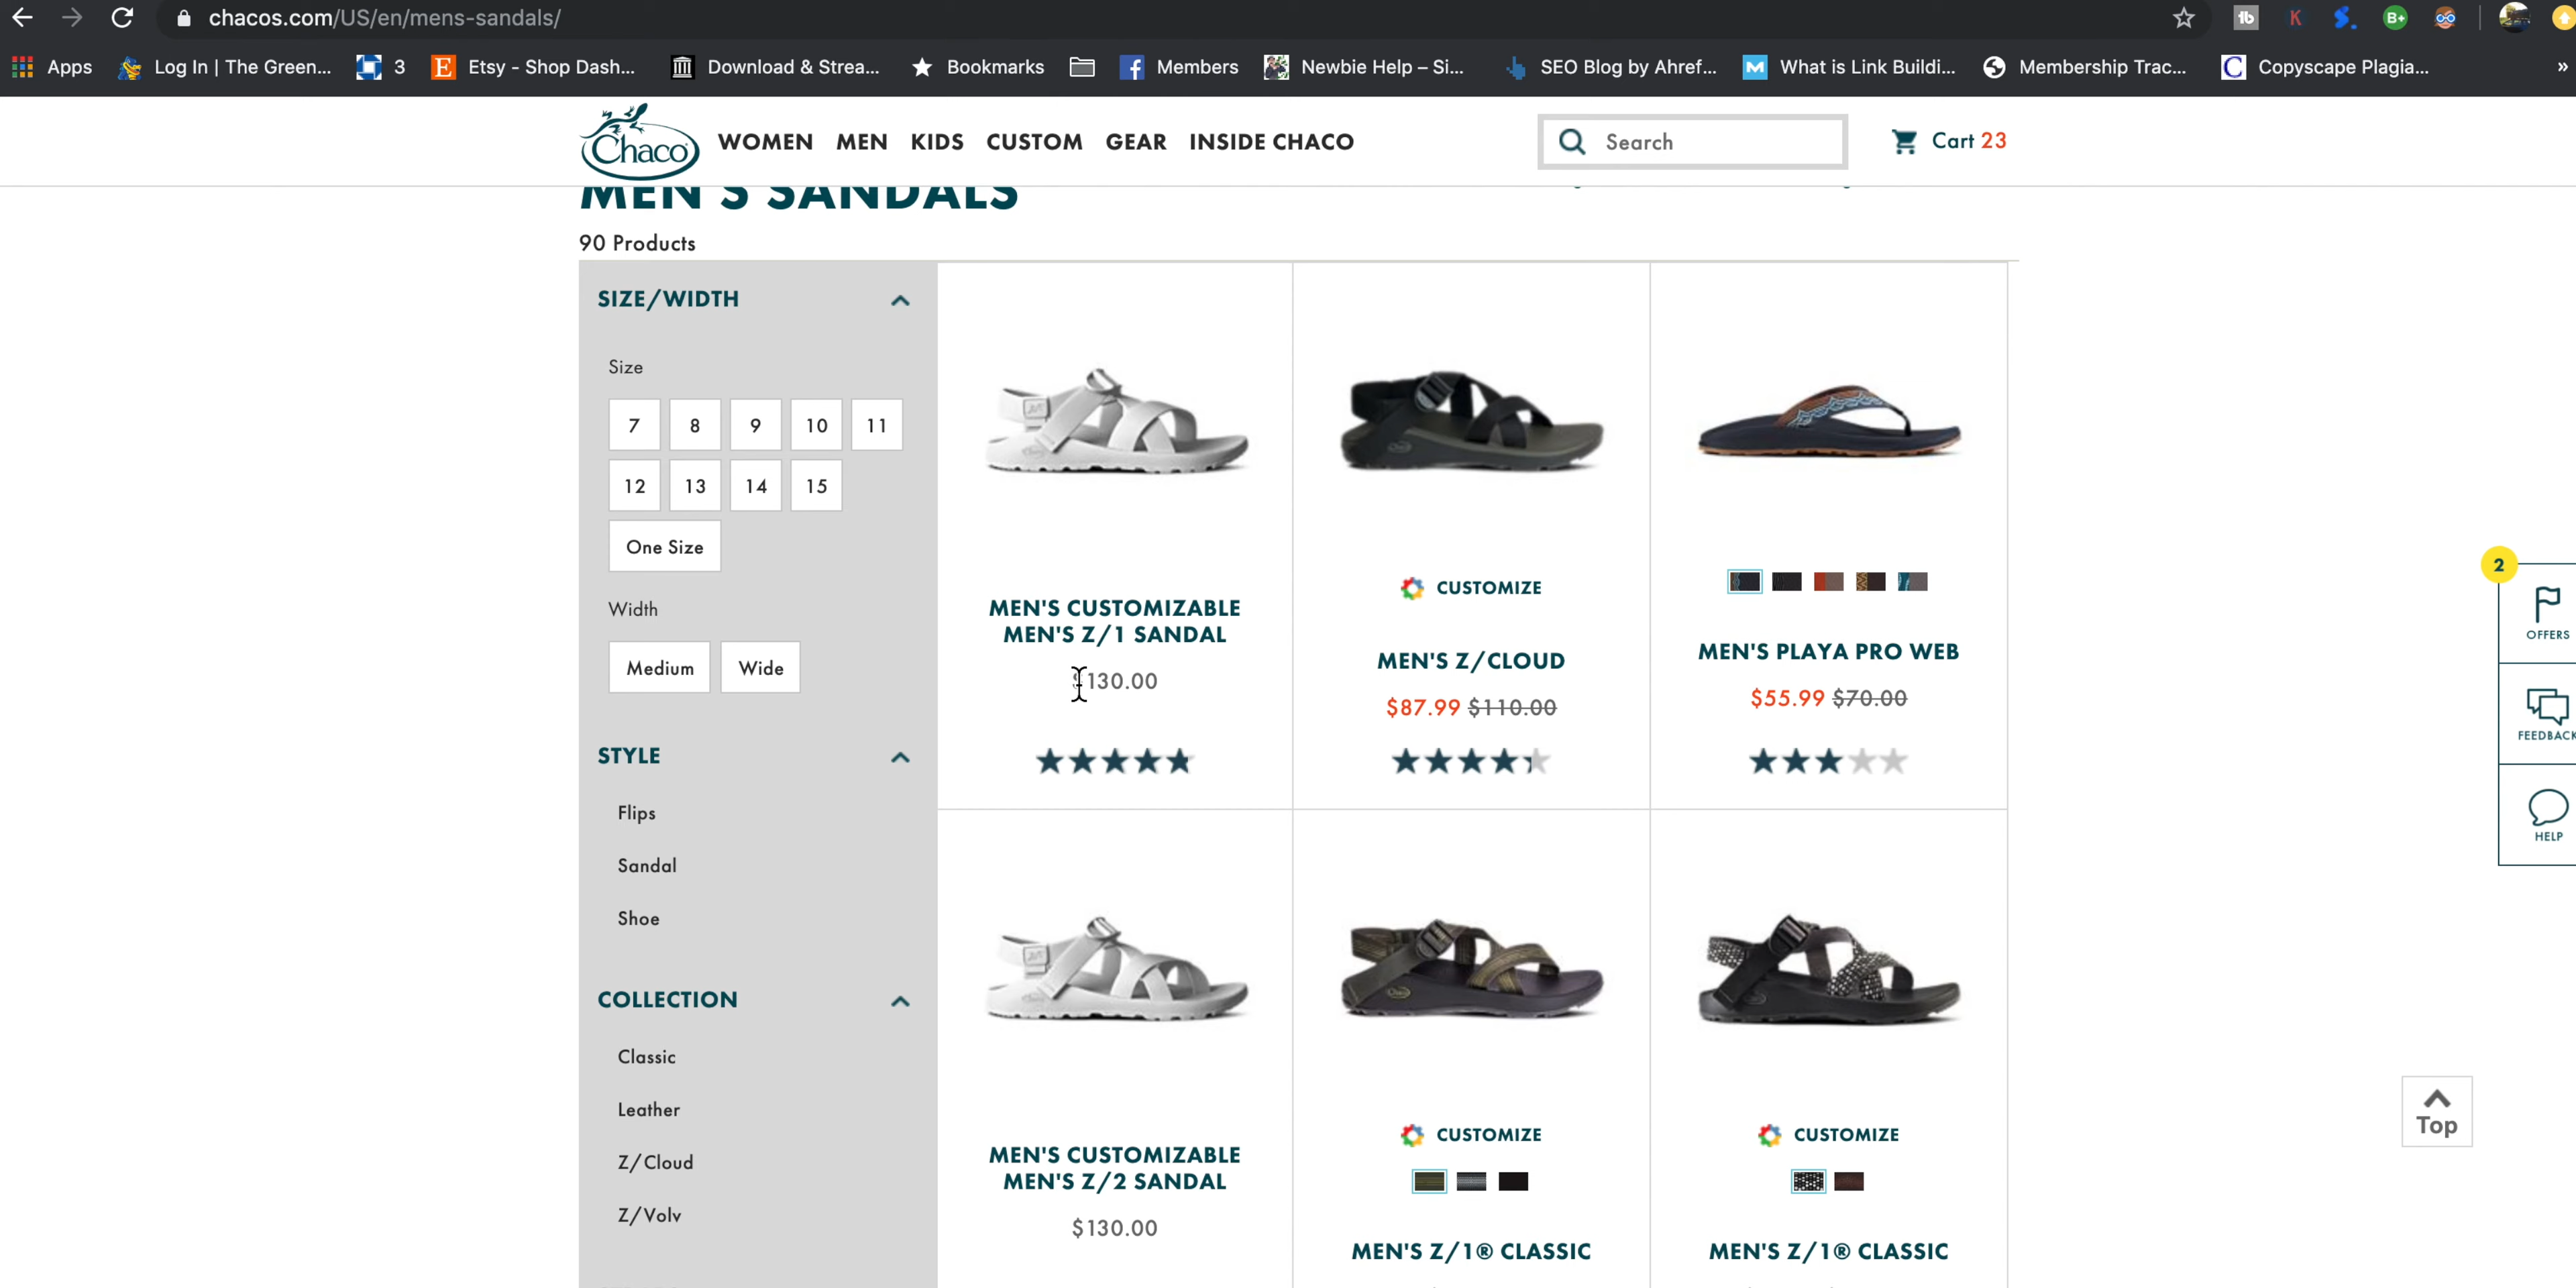 chacos.com/US/en/mens-sandals/
Apps
Log In | The Green...
3
Etsy - Shop Dash...
Download & Strea...
Bookmarks
Members
Newbie Help – Si...
SEO Blog by Ahref...
What is Link Buildi...
Membership Trac...
Copyscape Plagia...
»
Chaco
WOMEN MEN KIDS CUSTOM GEAR INSIDE CHACO
Search
Cart 23
MEN'S SANDALS
90 Products
SIZE/WIDTH
Size
7 8 9 10 11
12 13 14 15
One Size
Width
Medium Wide
STYLE
Flips
Sandal
Shoe
COLLECTION
Classic
Leather
Z/Cloud
Z/Volv
MEN'S CUSTOMIZABLE
MEN'S Z/1 SANDAL
$130.00
CUSTOMIZE
MEN'S Z/CLOUD
$87.99 $110.00
MEN'S PLAYA PRO WEB
$55.99 $70.00
MEN'S CUSTOMIZABLE
MEN'S Z/2 SANDAL
$130.00
CUSTOMIZE
MEN'S Z/1® CLASSIC
CUSTOMIZE
MEN'S Z/1® CLASSIC
2
OFFERS
FEEDBACK
HELP
Top